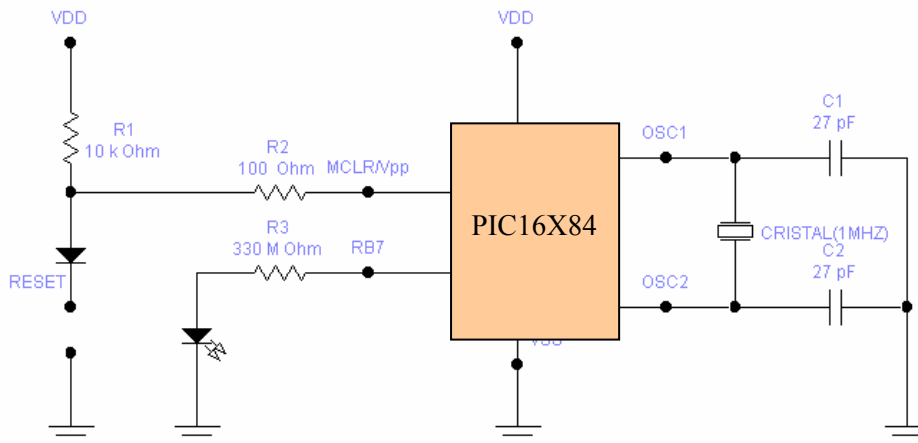 VDD
VDD
C1
27 pF
R1
10 k Ohm
OSC1
R2
100 Ohm
MCLR/Vpp
PIC16X84
R3
330 M Ohm
RB7
CRISTAL(1MHZ)
C2
27 pF
RESET
OSC2